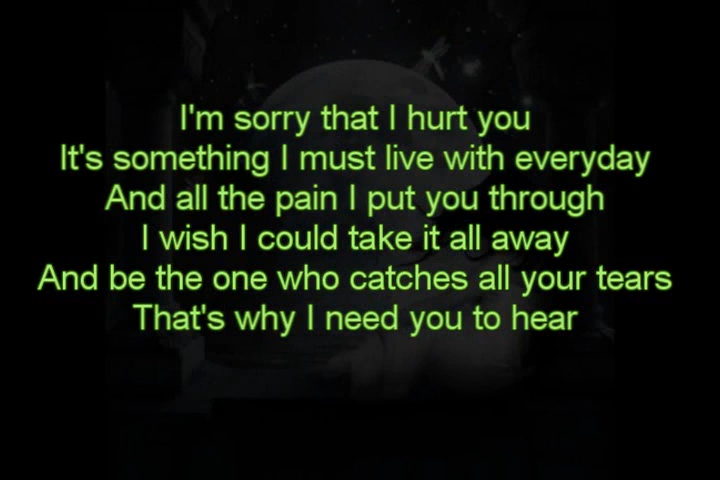 I'm sorry that I hurt you
It's something I must live with everyday
And all the pain I put you through
I wish I could take it all away
And be the one who catches all your tears
That's why I need you to hear